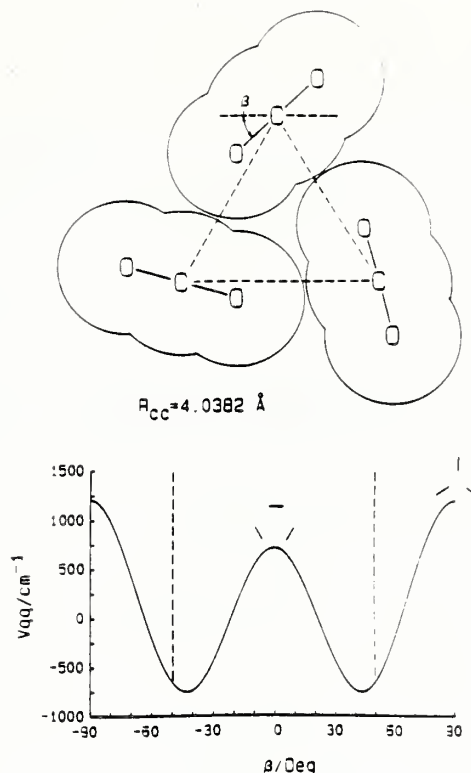 O
β C
O
O
O C O C
O
R_CC=4.0382 Å
1500
1000
500
0
-500
-1000
Vqq/cm⁻¹
-90 -60 -30 0 30 60 90
β/Deg